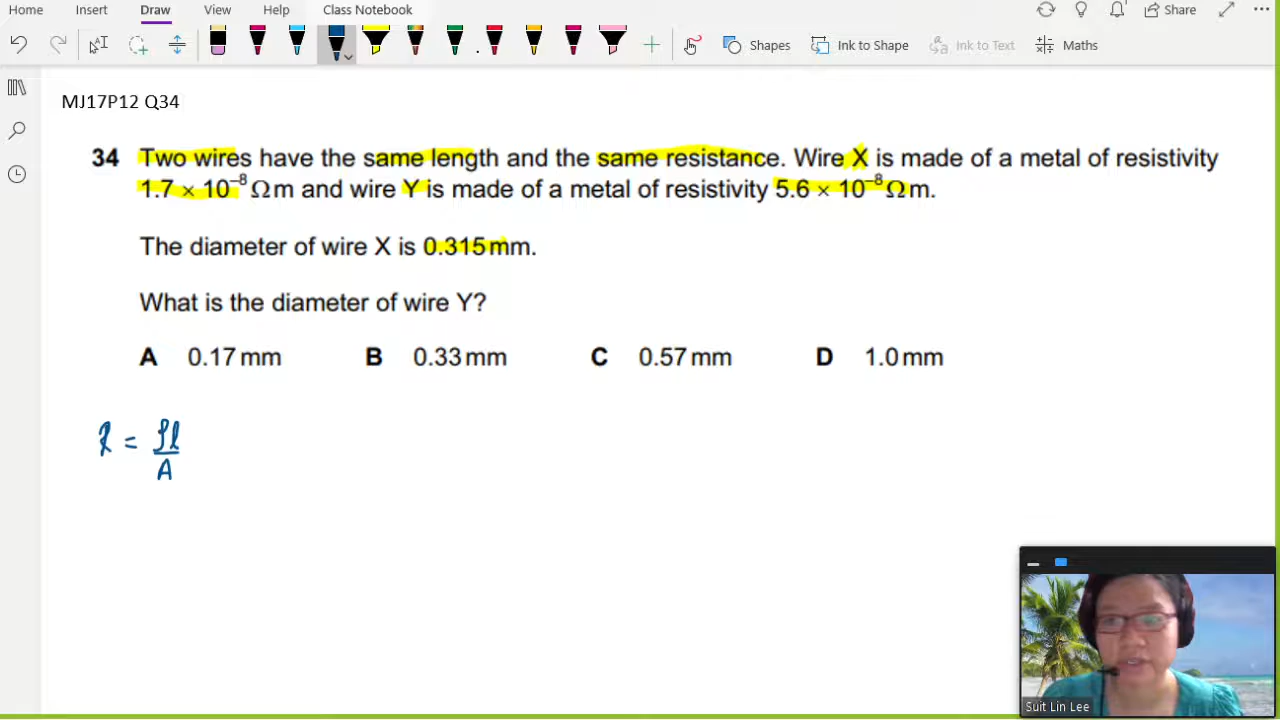 Home Insert Draw View Help Class Notebook Share
Shapes Ink to Shape Ink to Text Maths
MJ17P12 Q34
34 Two wires have the same length and the same resistance. Wire X is made of a metal of resistivity
1.7 × 10⁻⁸ Ωm and wire Y is made of a metal of resistivity 5.6 × 10⁻⁸ Ωm.
The diameter of wire X is 0.315 mm.
What is the diameter of wire Y?
A 0.17 mm B 0.33 mm C 0.57 mm D 1.0 mm
R = ρl
A
Suit Lin Lee